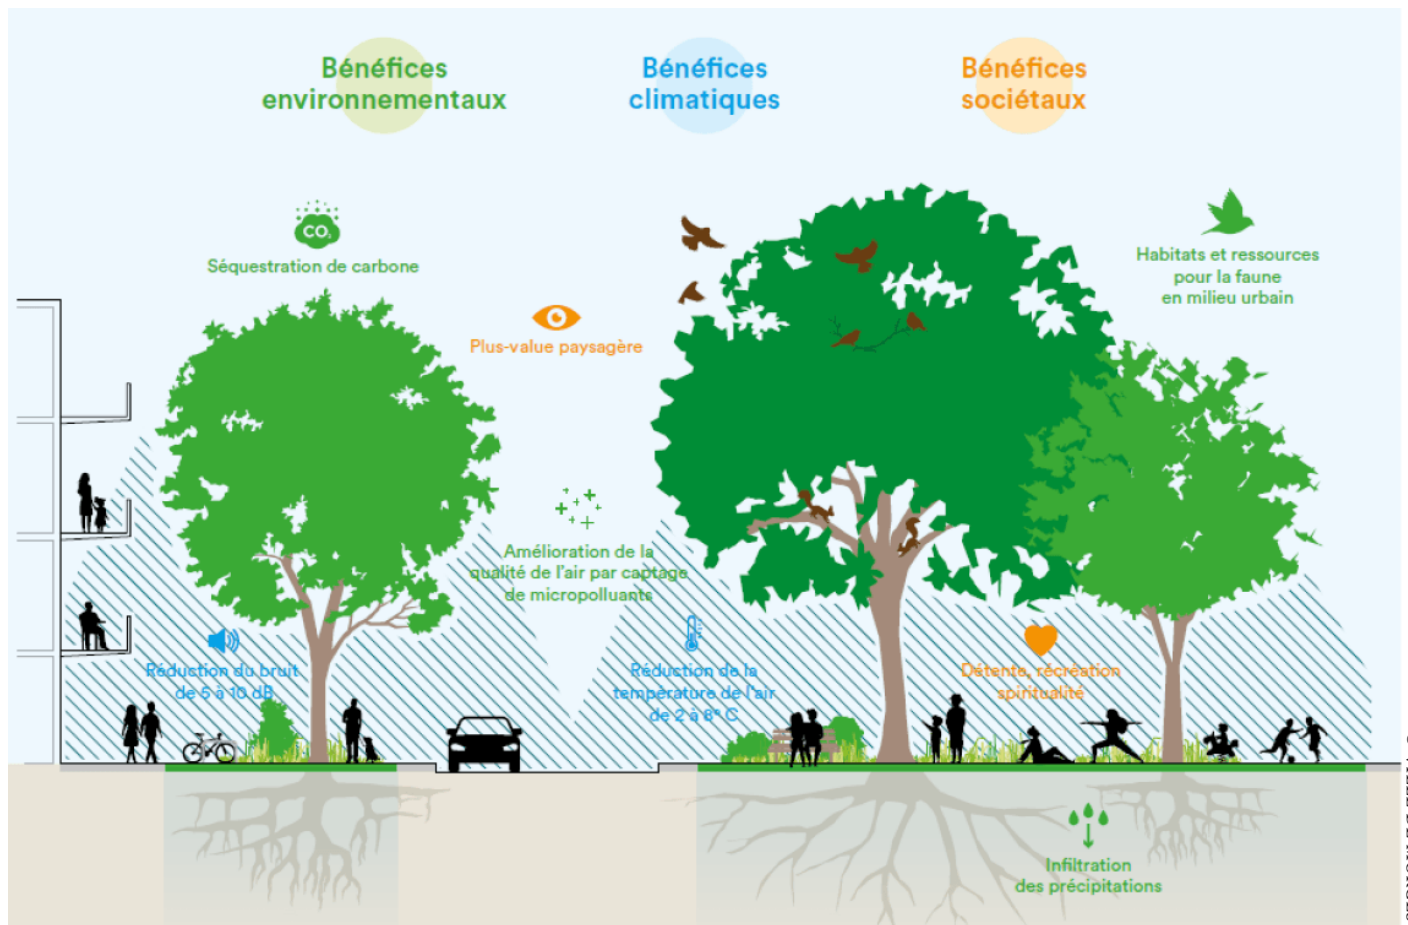 Bénéfices
environnementaux
Bénéfices
climatiques
Bénéfices
sociétaux
CO₂
Séquestration de carbone
Habitats et ressources
pour la faune
en milieu urbain
Plus-value paysagère
Amélioration de la
qualité de l'air par captage
de micropolluants
Réduction du bruit
de 5 à 10 dB
Réduction de la
température de l'air
de 2 à 8° C
Détente, récréation
spiritualité
Infiltration
des précipitations